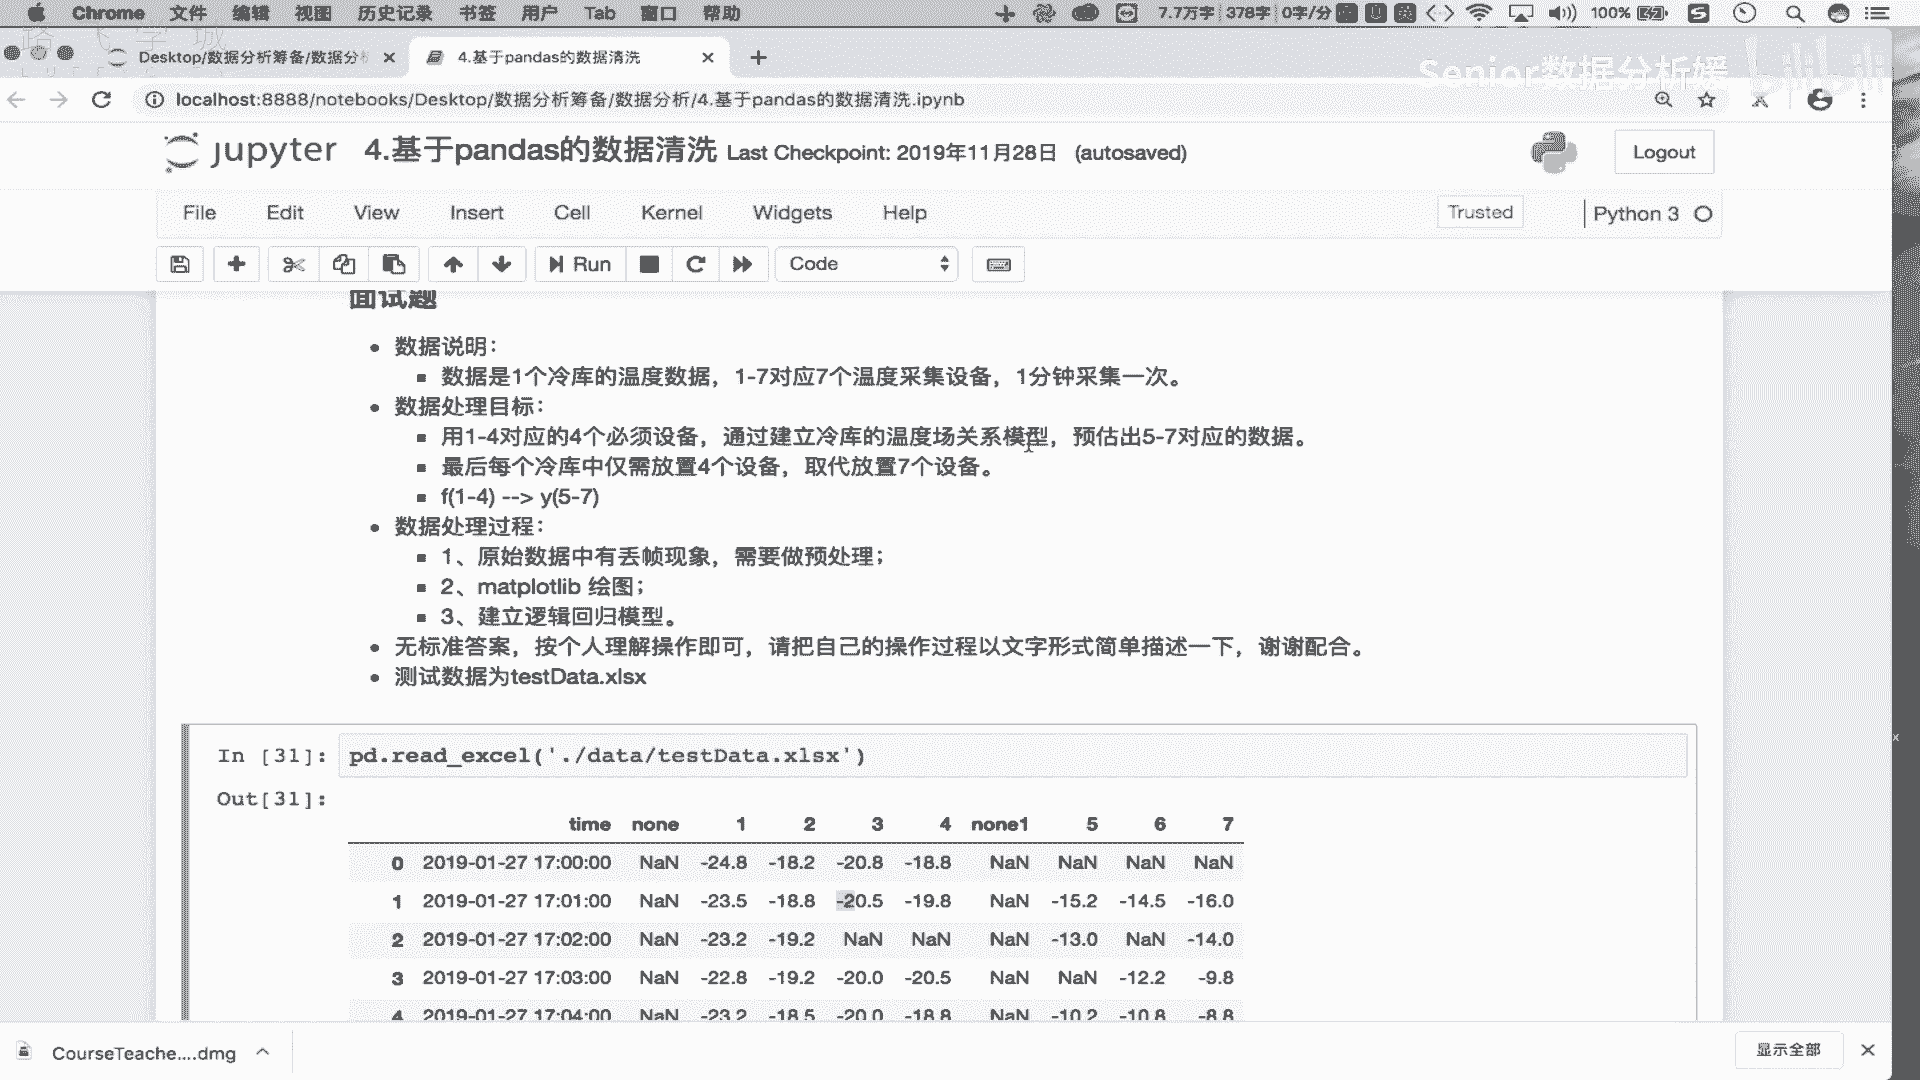 Chrome 文件 编辑 视图 历史记录 书签 用户 Tab 窗口 帮助 7.7万字 378字 0字/分 100%
Desktop/数据分析筹备/数据分 4.基于pandas的数据清洗
Senior数据分析媛 bilibili
localhost:8888/notebooks/Desktop/数据分析筹备/数据分析/4.基于pandas的数据清洗.ipynb
jupyter 4.基于pandas的数据清洗 Last Checkpoint: 2019年11月28日 (autosaved) Logout
File Edit View Insert Cell Kernel Widgets Help Trusted Python 3
Run Code
面试题
数据说明：
数据是1个冷库的温度数据，1-7对应7个温度采集设备，1分钟采集一次。
数据处理目标：
用1-4对应的4个必须设备，通过建立冷库的温度场关系模型，预估出5-7对应的数据。
最后每个冷库中仅需放置4个设备，取代放置7个设备。
f(1-4) --> y(5-7)
数据处理过程：
1、原始数据中有丢帧现象，需要做预处理；
2、matplotlib 绘图；
3、建立逻辑回归模型。
无标准答案，按个人理解操作即可，请把自己的操作过程以文字形式简单描述一下，谢谢配合。
测试数据为testData.xlsx
In [31]: pd.read_excel('./data/testData.xlsx')
Out[31]:
time none 1 2 3 4 none1 5 6 7
0 2019-01-27 17:00:00 NaN -24.8 -18.2 -20.8 -18.8 NaN NaN NaN NaN
1 2019-01-27 17:01:00 NaN -23.5 -18.8 -20.5 -19.8 NaN -15.2 -14.5 -16.0
2 2019-01-27 17:02:00 NaN -23.2 -19.2 NaN NaN NaN -13.0 NaN -14.0
3 2019-01-27 17:03:00 NaN -22.8 -19.2 -20.0 -20.5 NaN NaN -12.2 -9.8
4 2019-01-27 17:04:00 NaN -23.2 -18.5 -20.0 -18.8 NaN -10.2 -10.8 -8.8
CourseTeache....dmg 显示全部